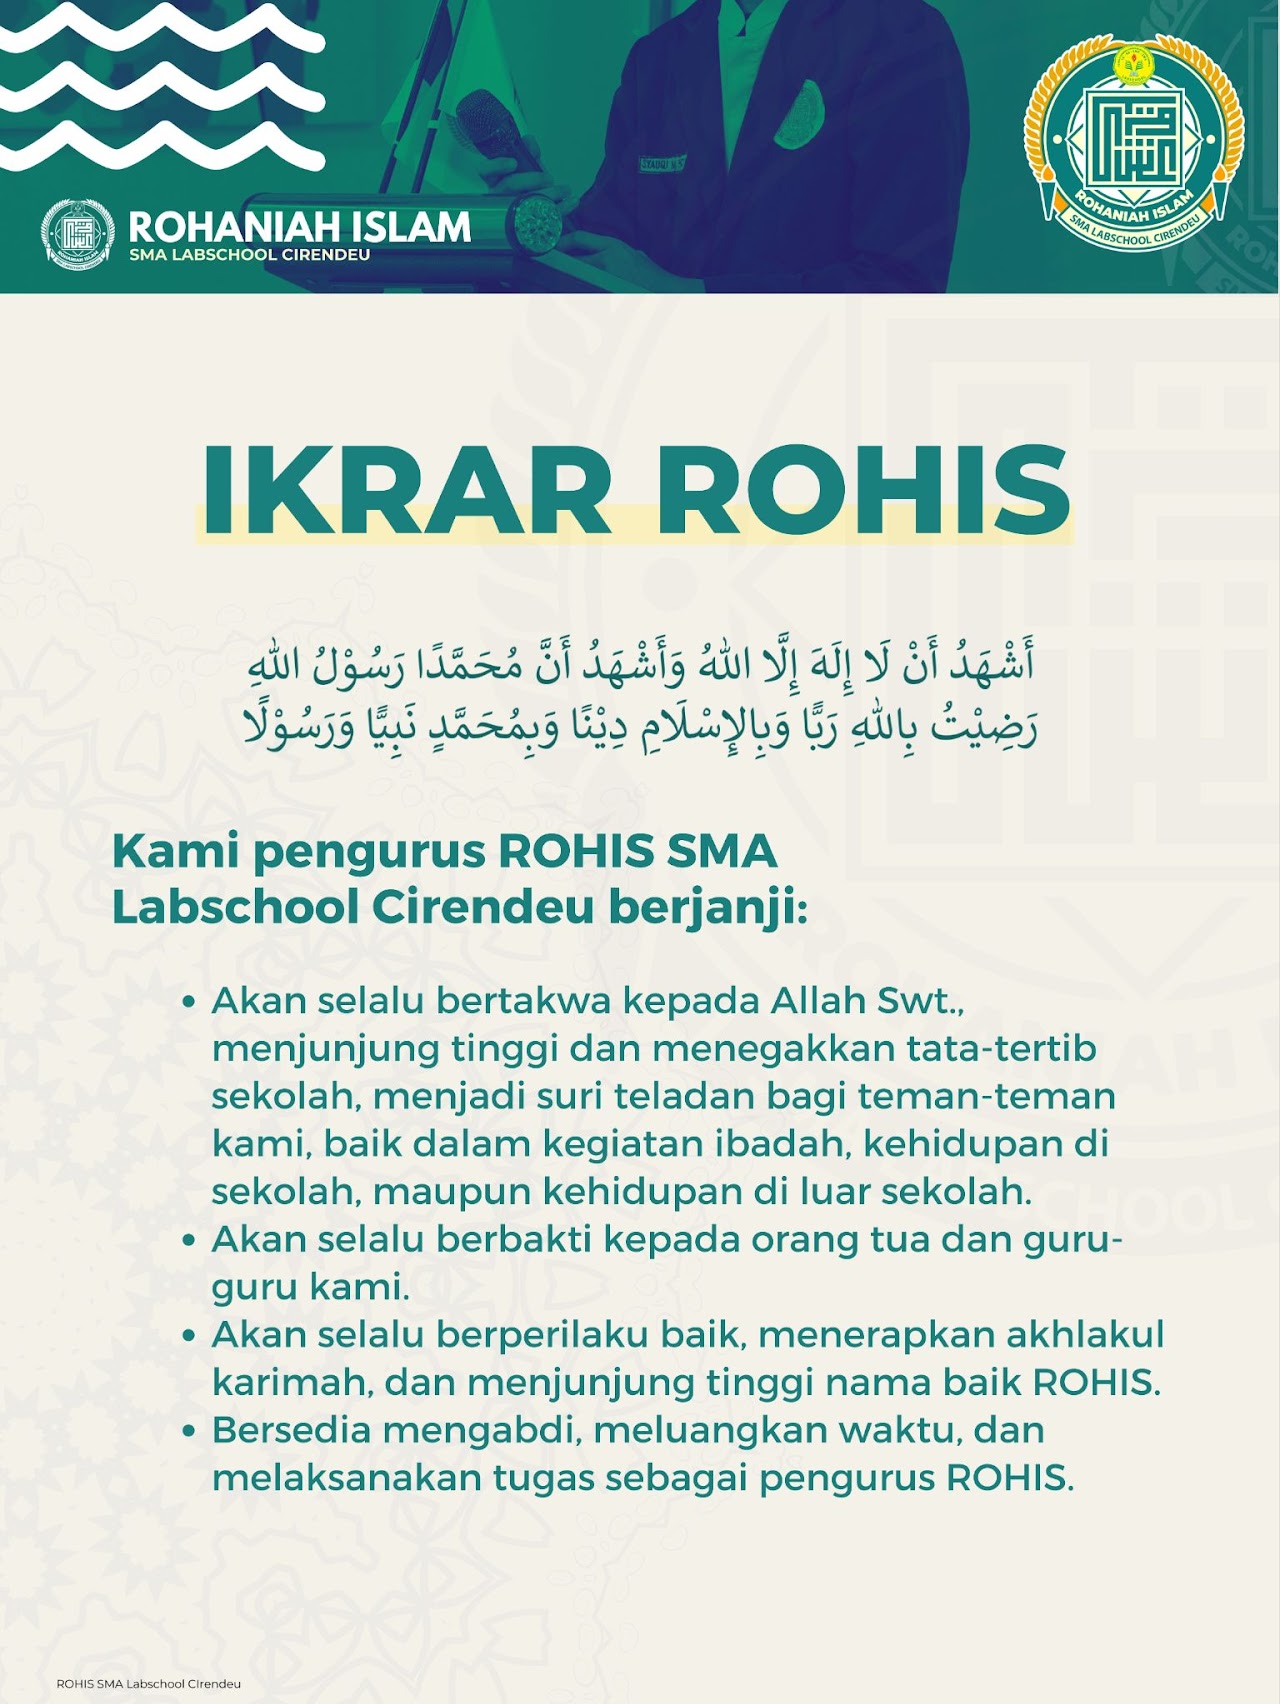 ROHANIAH ISLAM
SMA LABSCHOOL CIRENDEU
ROHANIAH ISLAM
SMA LABSCHOOL CIRENDEU
IKRAR ROHIS
أَشْهَدُ أَنْ لَا إِلَهَ إِلَّا اللهُ وَأَشْهَدُ أَنَّ مُحَمَّدًا رَسُوْلُ اللهِ
رَضِيْتُ بِاللهِ رَبًّا وَبِالإِسْلَامِ دِيْنًا وَبِمُحَمَّدٍ نَبِيًّا وَرَسُوْلًا
Kami pengurus ROHIS SMA
Labschool Cirendeu berjanji:
• Akan selalu bertakwa kepada Allah Swt.,
menjunjung tinggi dan menegakkan tata-tertib
sekolah, menjadi suri teladan bagi teman-teman
kami, baik dalam kegiatan ibadah, kehidupan di
sekolah, maupun kehidupan di luar sekolah.
• Akan selalu berbakti kepada orang tua dan guru-
guru kami.
• Akan selalu berperilaku baik, menerapkan akhlakul
karimah, dan menjunjung tinggi nama baik ROHIS.
• Bersedia mengabdi, meluangkan waktu, dan
melaksanakan tugas sebagai pengurus ROHIS.
ROHIS SMA Labschool CIrendeu